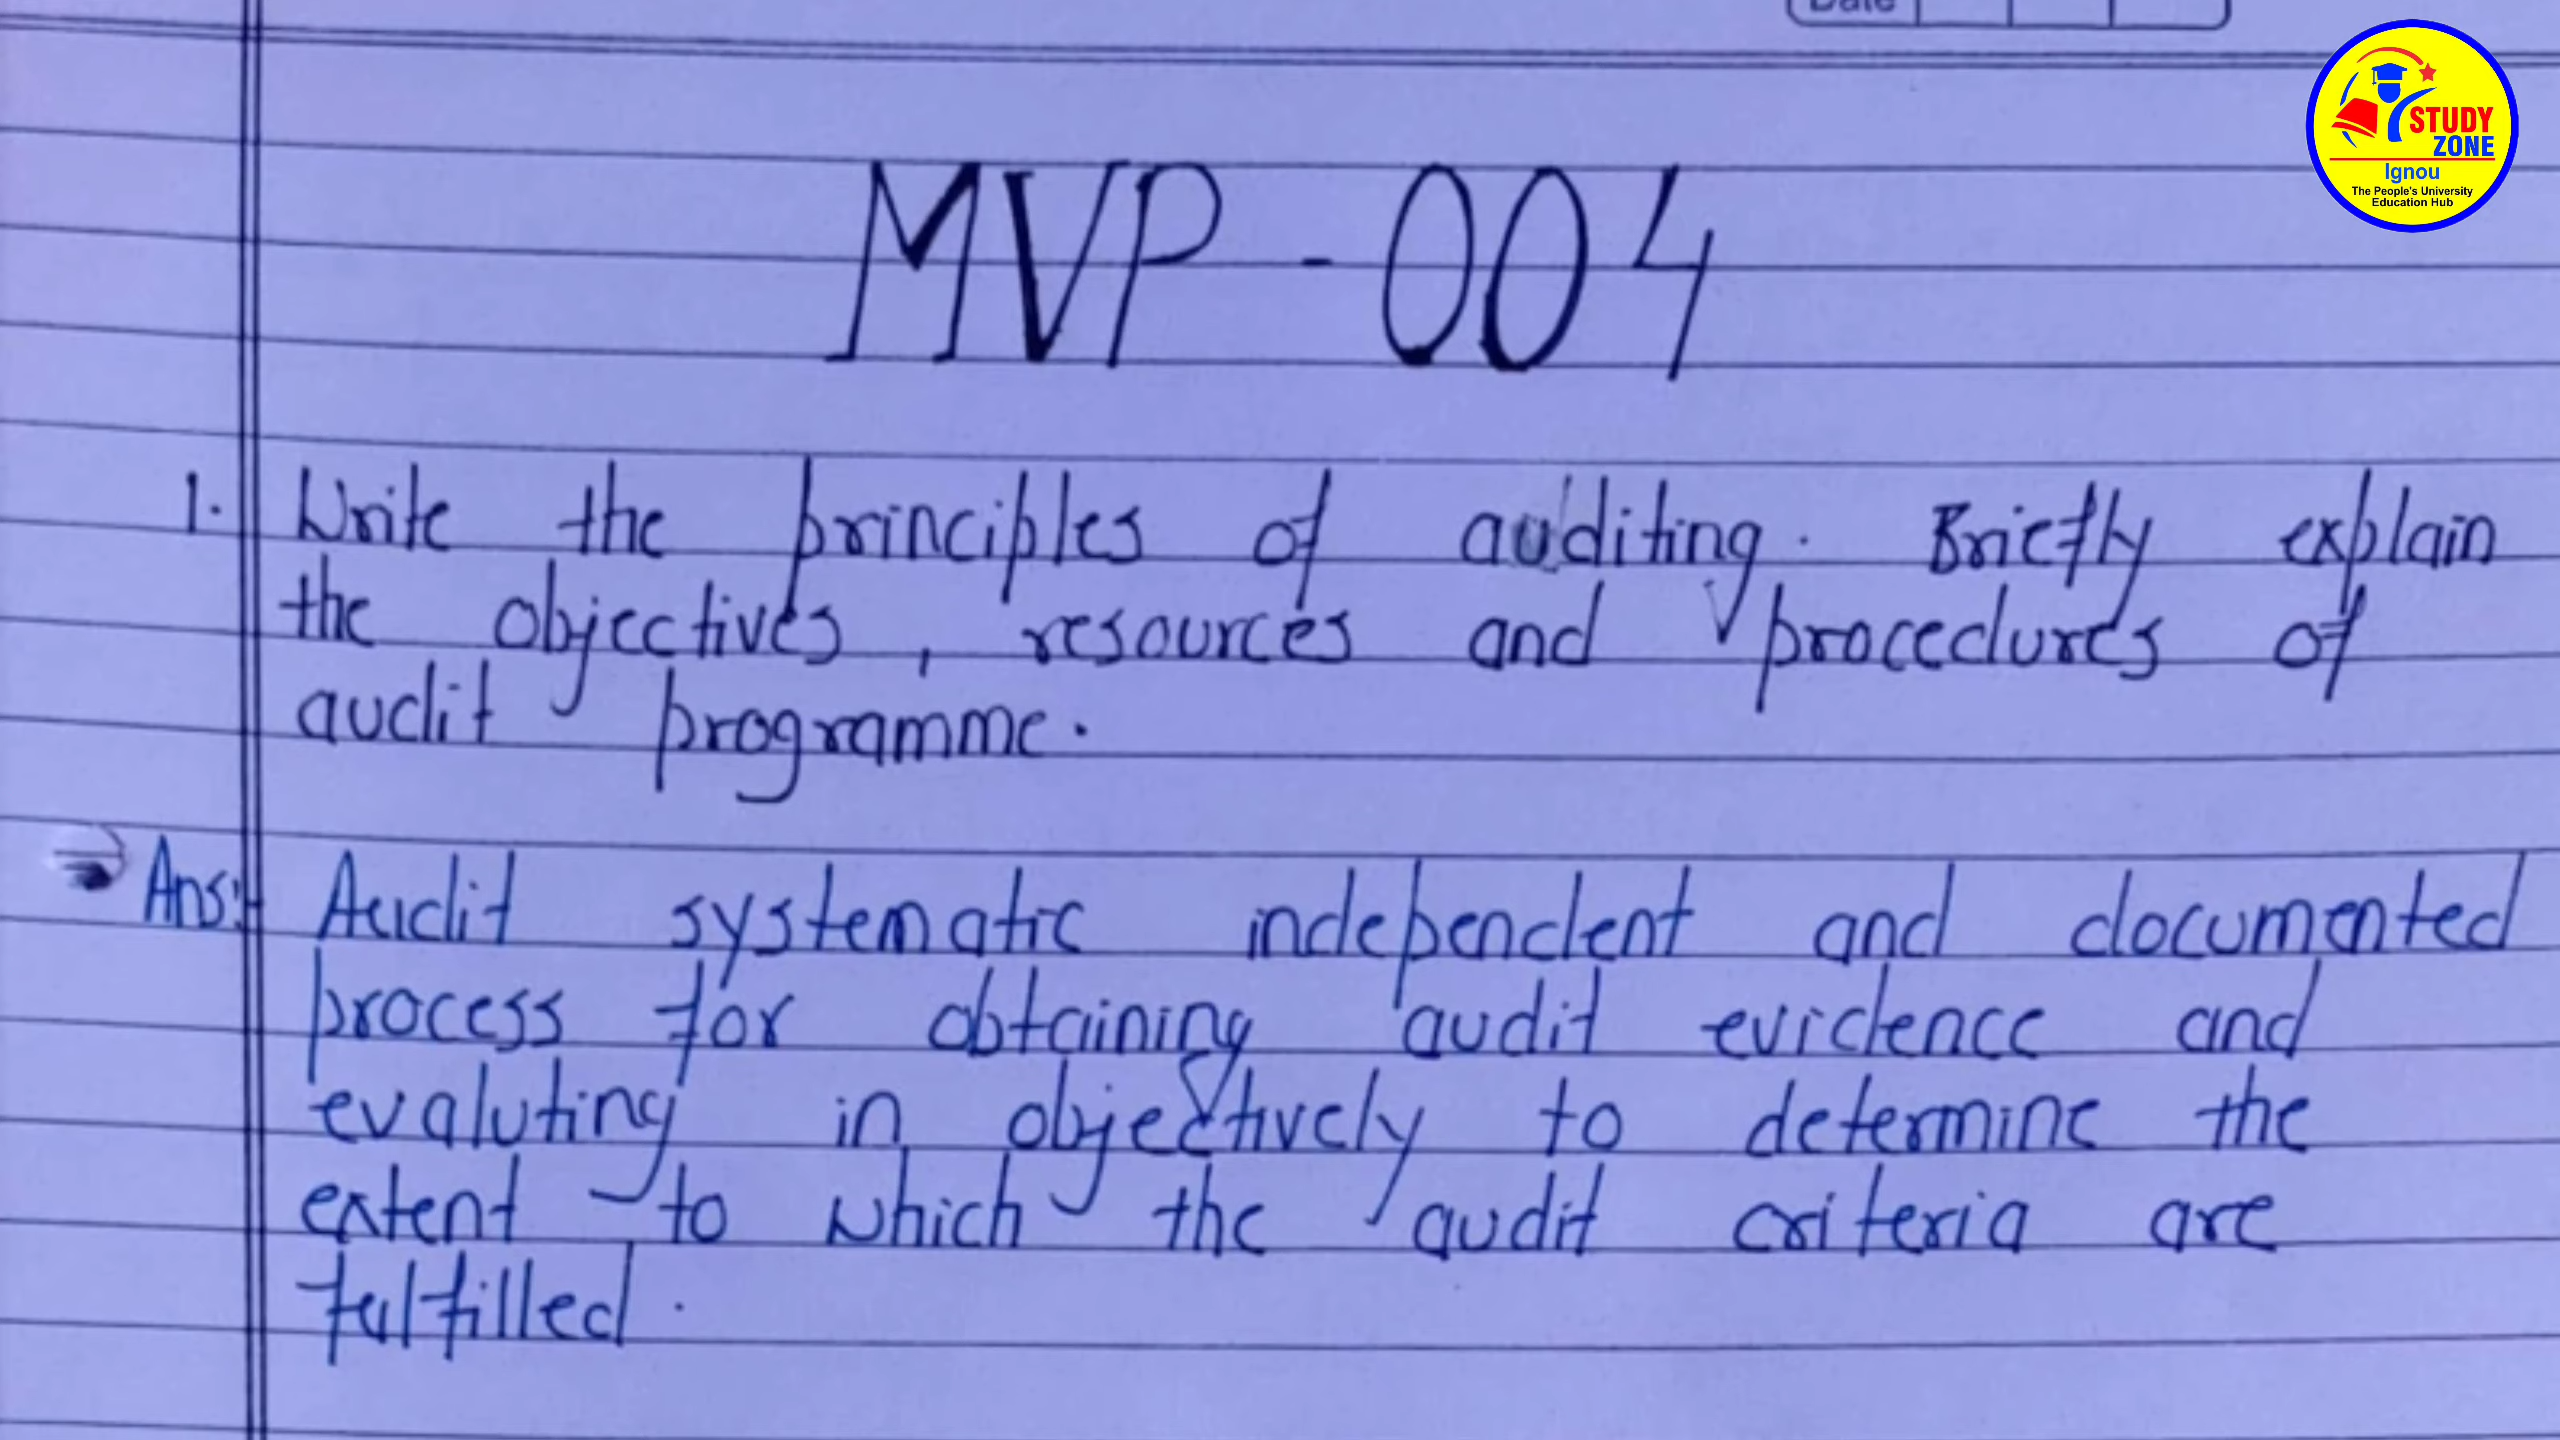 Date
STUDY
ZONE
Ignou
The People's University
Education Hub
MVP - 004
1. Write the principles of auditing. Briefly explain
the objectives, resources and procedures of
audit programme.
Ans: Audit systematic independent and documented
process for obtaining audit evidence and
evaluting in objectively to determine the
extent to which the audit criteria are
fulfilled.